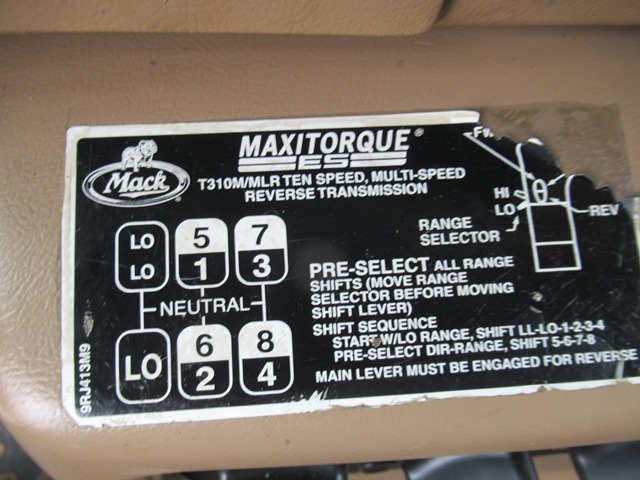 Mack
MAXITORQUE®
ES
T310M/MLR TEN SPEED, MULTI-SPEED
REVERSE TRANSMISSION
FW
HI
LO
REV
RANGE
SELECTOR
LO 5 7
LO 1 3
NEUTRAL
LO 6 8
2 4
PRE-SELECT ALL RANGE
SHIFTS (MOVE RANGE
SELECTOR BEFORE MOVING
SHIFT LEVER)
SHIFT SEQUENCE
START W/LO RANGE, SHIFT LL-LO-1-2-3-4
PRE-SELECT DIR-RANGE, SHIFT 5-6-7-8
MAIN LEVER MUST BE ENGAGED FOR REVERSE
9RJ413M9